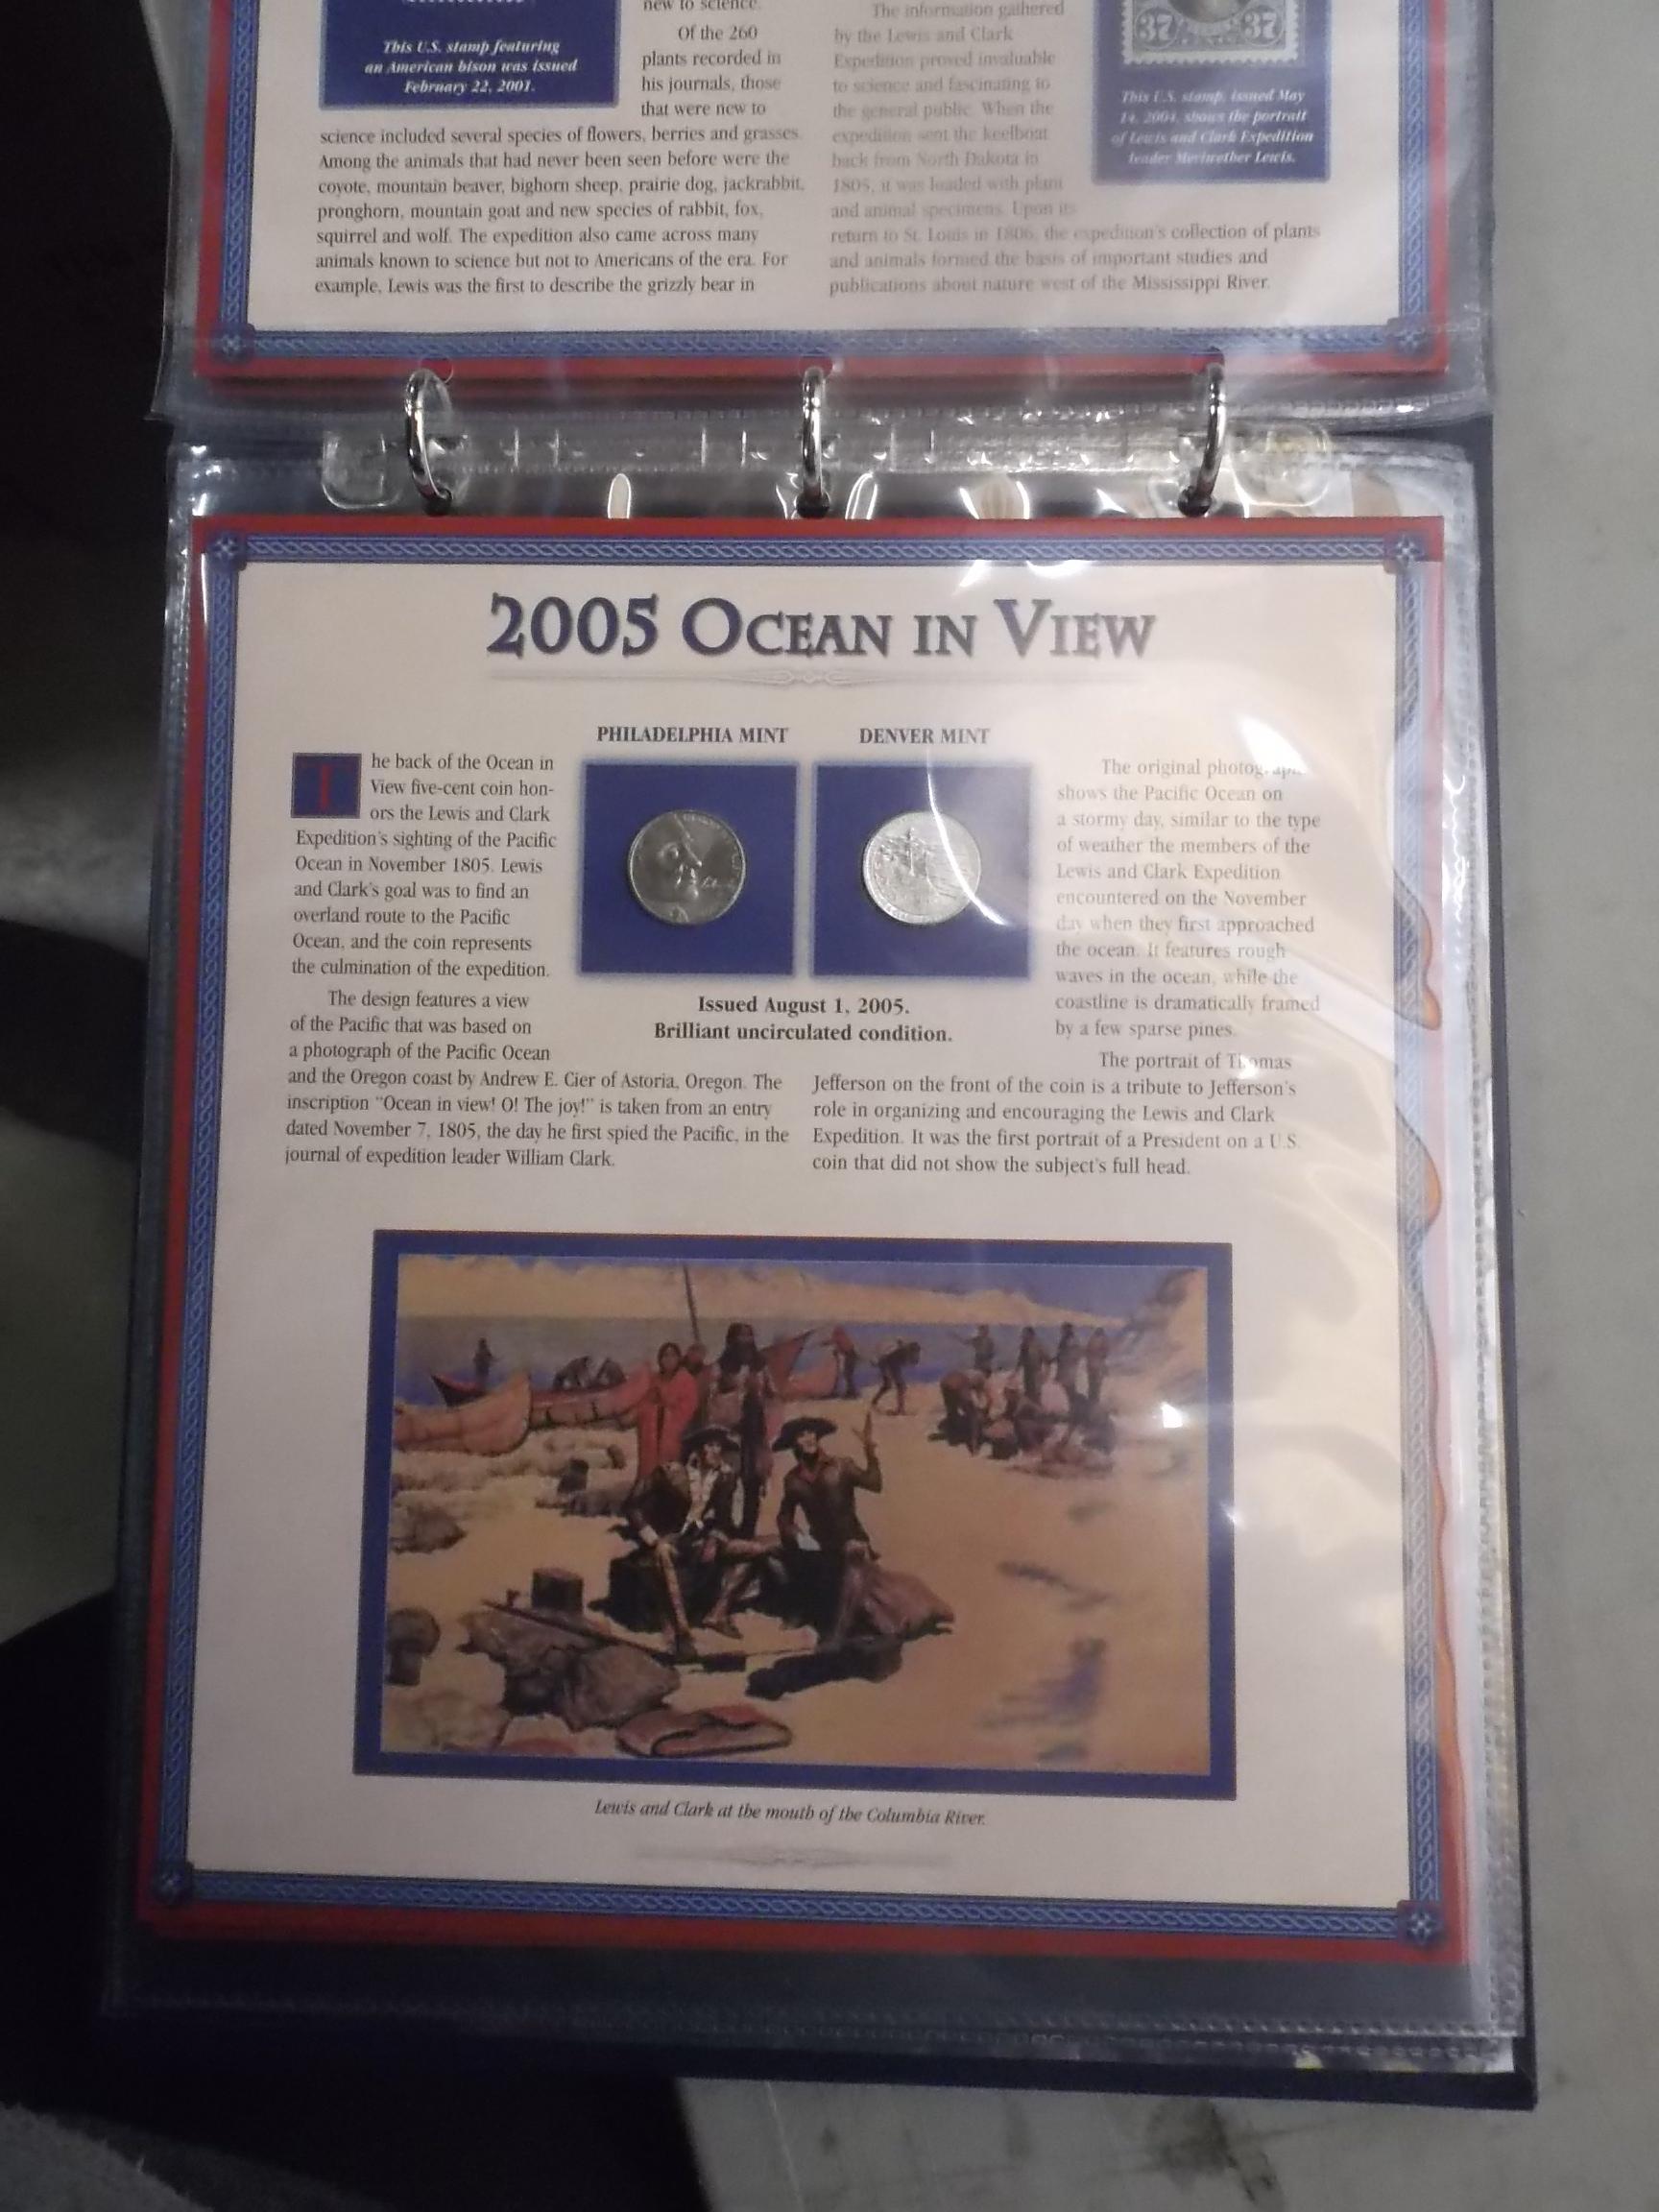 new to science.
Of the 260
plants recorded in
his journals, those
that were new to
science included several species of flowers, berries and grasses.
Among the animals that had never been seen before were the
coyote, mountain beaver, bighorn sheep, prairie dog, jackrabbit,
pronghorn, mountain goat and new species of rabbit, fox,
squirrel and wolf. The expedition also came across many
animals known to science but not to Americans of the era. For
example, Lewis was the first to describe the grizzly bear in
This U.S. stamp featuring
an American bison was issued
February 22, 2001.
The information gathered
by the Lewis and Clark
Expedition proved invaluable
to science and fascinating to
the general public. When the
expedition sent the keelboat
back from North Dakota in
1805, it was loaded with plant
and animal specimens. Upon its
return to St. Louis in 1806, the expedition's collection of plants
and animals formed the basis of important studies and
publications about nature west of the Mississippi River.
37 37
This U.S. stamp, issued May
14, 2004, shows the portrait
of Lewis and Clark Expedition
leader Meriwether Lewis.
2005 OCEAN IN VIEW
PHILADELPHIA MINT
DENVER MINT
The back of the Ocean in
View five-cent coin hon-
ors the Lewis and Clark
Expedition's sighting of the Pacific
Ocean in November 1805. Lewis
and Clark's goal was to find an
overland route to the Pacific
Ocean, and the coin represents
the culmination of the expedition.
The design features a view
of the Pacific that was based on
a photograph of the Pacific Ocean
and the Oregon coast by Andrew E. Cier of Astoria, Oregon. The
inscription "Ocean in view! O! The joy!" is taken from an entry
dated November 7, 1805, the day he first spied the Pacific, in the
journal of expedition leader William Clark.
Issued August 1, 2005.
Brilliant uncirculated condition.
The original photograph
shows the Pacific Ocean on
a stormy day, similar to the type
of weather the members of the
Lewis and Clark Expedition
encountered on the November
day when they first approached
the ocean. It features rough
waves in the ocean, while the
coastline is dramatically framed
by a few sparse pines.
The portrait of Thomas
Jefferson on the front of the coin is a tribute to Jefferson's
role in organizing and encouraging the Lewis and Clark
Expedition. It was the first portrait of a President on a U.S.
coin that did not show the subject's full head.
Lewis and Clark at the mouth of the Columbia River.